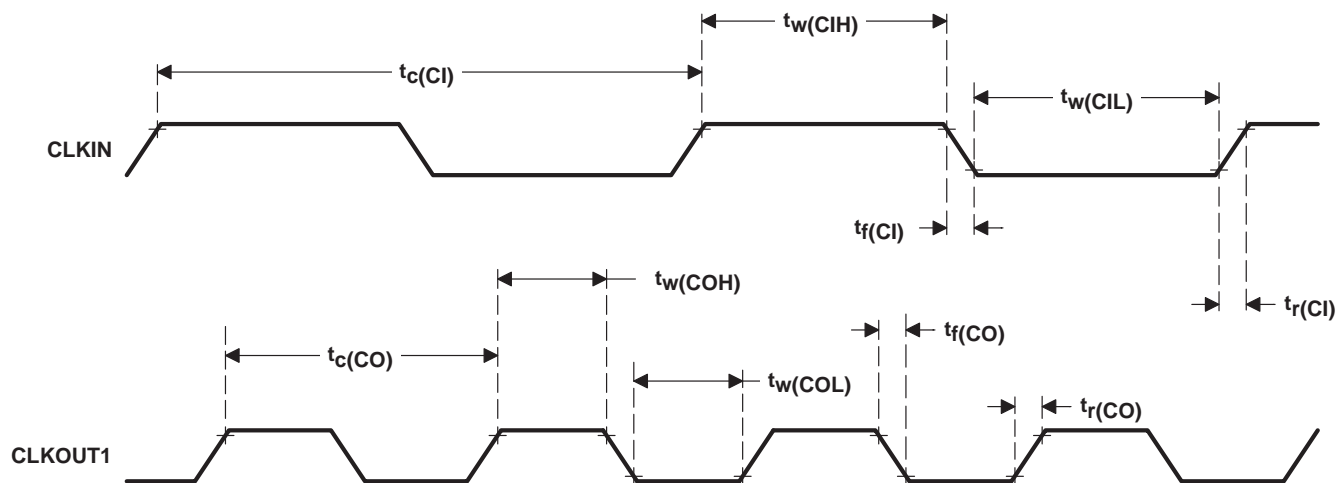 tw(CIH)
tc(CI)
tw(CIL)
CLKIN
tf(CI)
tw(COH)
tr(CI)
tf(CO)
tc(CO)
tw(COL)
tr(CO)
CLKOUT1